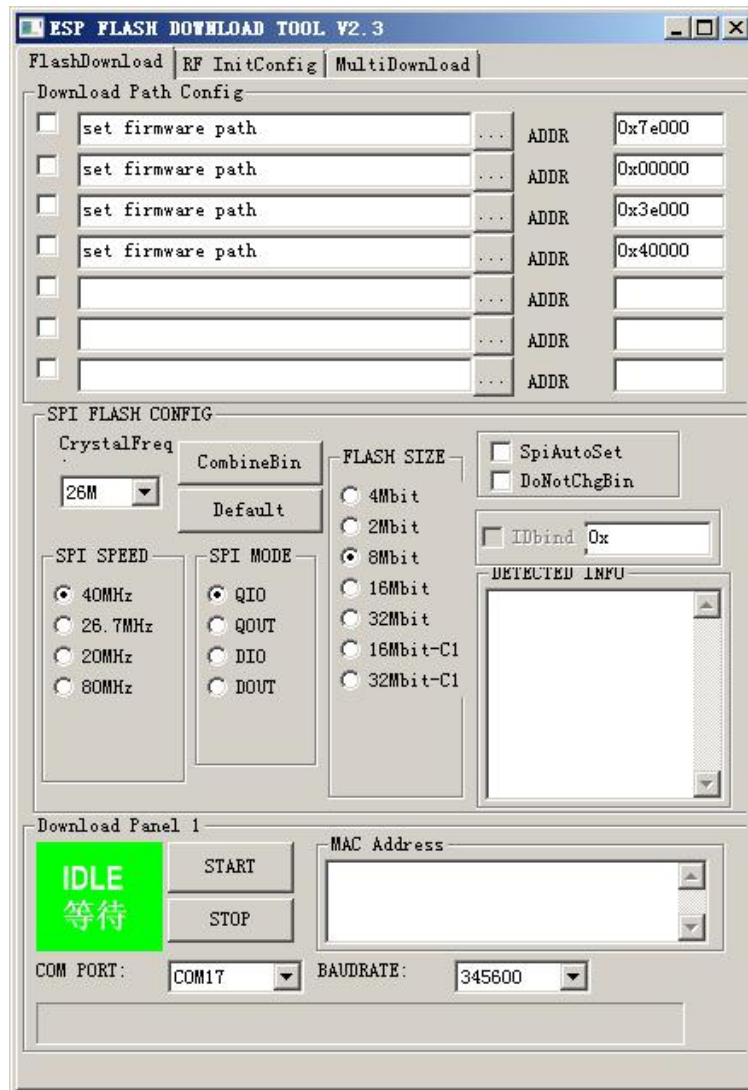 ESP FLASH DOWNLOAD TOOL V2.3
FlashDownload RF InitConfig MultiDownload
Download Path Config
set firmware path ... ADDR 0x7e000
set firmware path ... ADDR 0x00000
set firmware path ... ADDR 0x3e000
set firmware path ... ADDR 0x40000
... ADDR
... ADDR
... ADDR
SPI FLASH CONFIG
CrystalFreq
26M
CombineBin
Default
SPI SPEED
40MHz
26.7MHz
20MHz
80MHz
SPI MODE
QIO
QOUT
DIO
DOUT
FLASH SIZE
4Mbit
2Mbit
8Mbit
16Mbit
32Mbit
16Mbit-C1
32Mbit-C1
SpiAutoSet
DoNotChgBin
IDbind 0x
DETECTED INFO
Download Panel 1
IDLE
等待
START
STOP
MAC Address
COM PORT: COM17 BAUDRATE: 345600